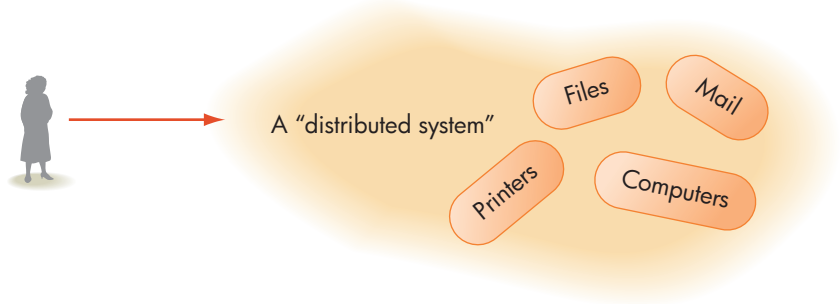 A “distributed system”
Files
Mail
Printers
Computers